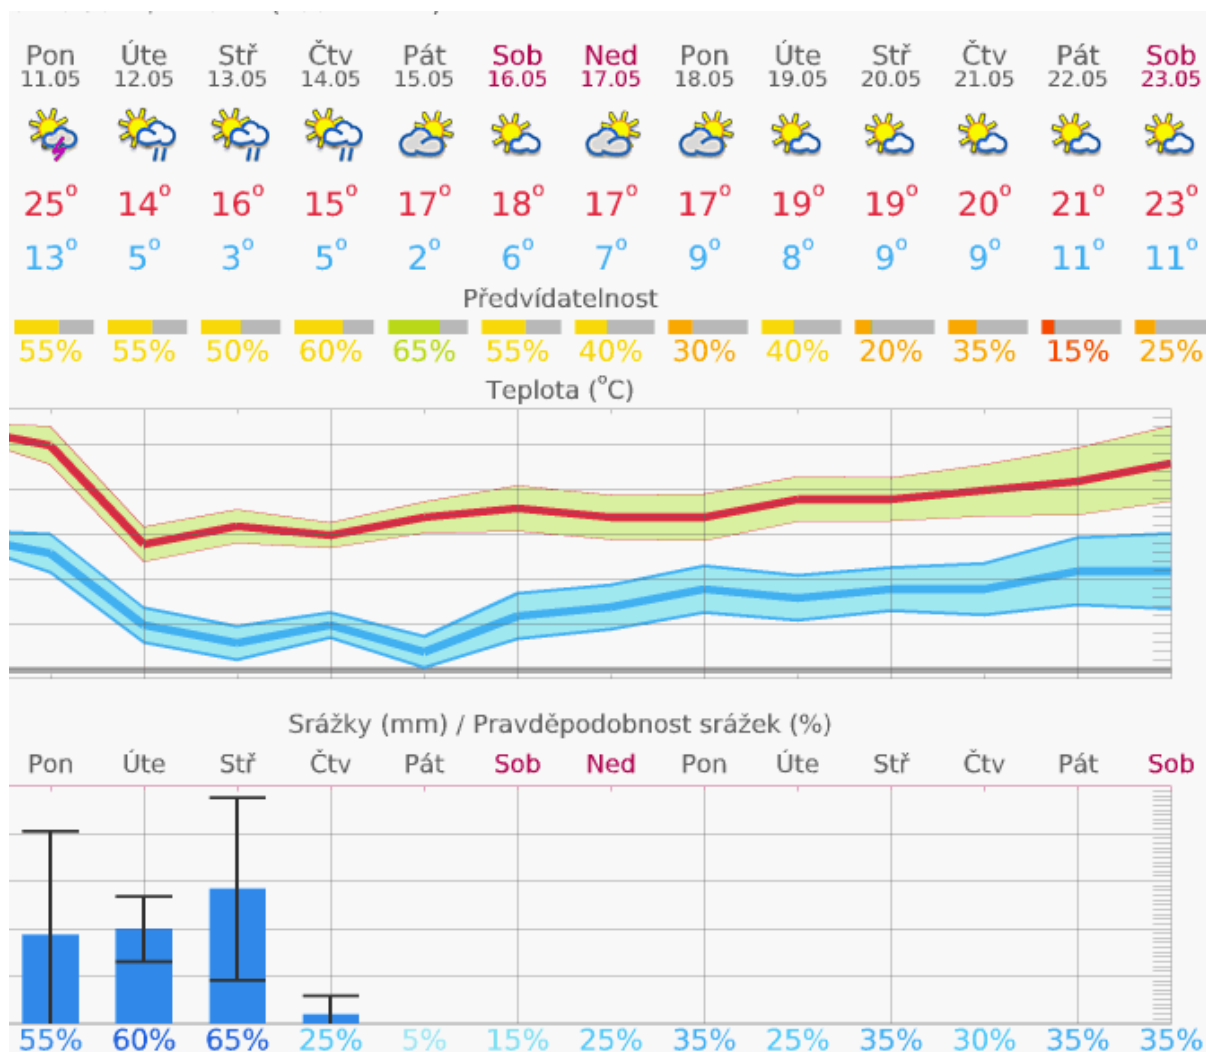 Pon Úte Stř Čtv Pát Sob Ned Pon Úte Stř Čtv Pát Sob
11.05 12.05 13.05 14.05 15.05 16.05 17.05 18.05 19.05 20.05 21.05 22.05 23.05
25° 14° 16° 15° 17° 18° 17° 17° 19° 19° 20° 21° 23°
13° 5° 3° 5° 2° 6° 7° 9° 8° 9° 9° 11° 11°
Předvídatelnost
55% 55% 50% 60% 65% 55% 40% 30% 40% 20% 35% 15% 25%
Teplota (°C)
Srážky (mm) / Pravděpodobnost srážek (%)
Pon Úte Stř Čtv Pát Sob Ned Pon Úte Stř Čtv Pát Sob
55% 60% 65% 25% 5% 15% 25% 35% 25% 35% 30% 35% 35%